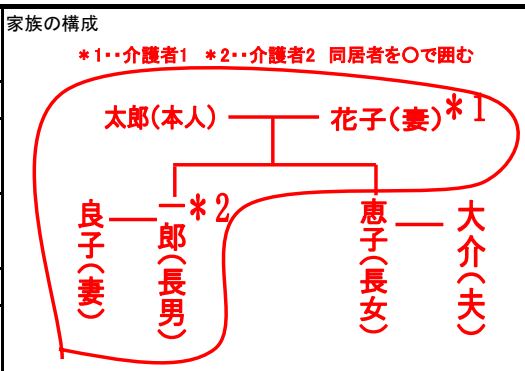 家族の構成
*1‥介護者1 *2‥介護者2 同居者を○で囲む
太郎(本人)
花子(妻)*1
良子(妻)
一郎(長男)
*2
恵子(長女)
大介(夫)